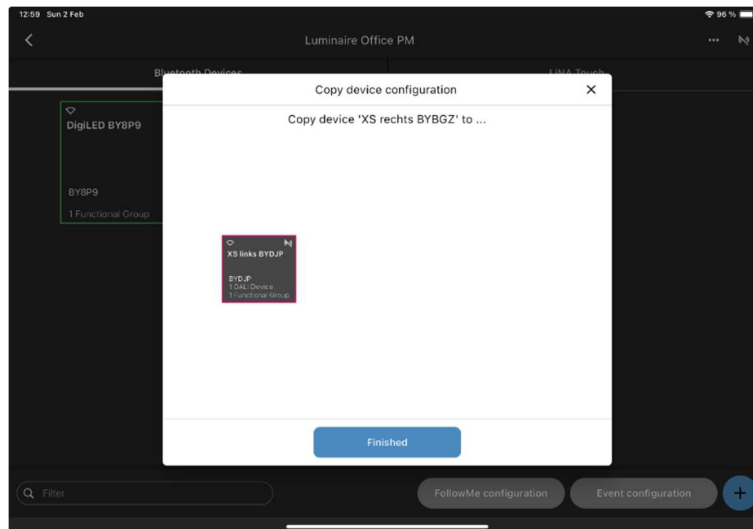 12:59 Sun 2 Feb
96 %
Luminaire Office PM
Bluetooth Devices
LiNA Touch
Copy device configuration
Copy device 'XS rechts BYBGZ' to ...
DigiLED BY8P9
BY8P9
1 Functional Group
XS links BYDJP
BYDJP
1 DALI Device
1 Functional Group
Finished
Filter
FollowMe configuration
Event configuration